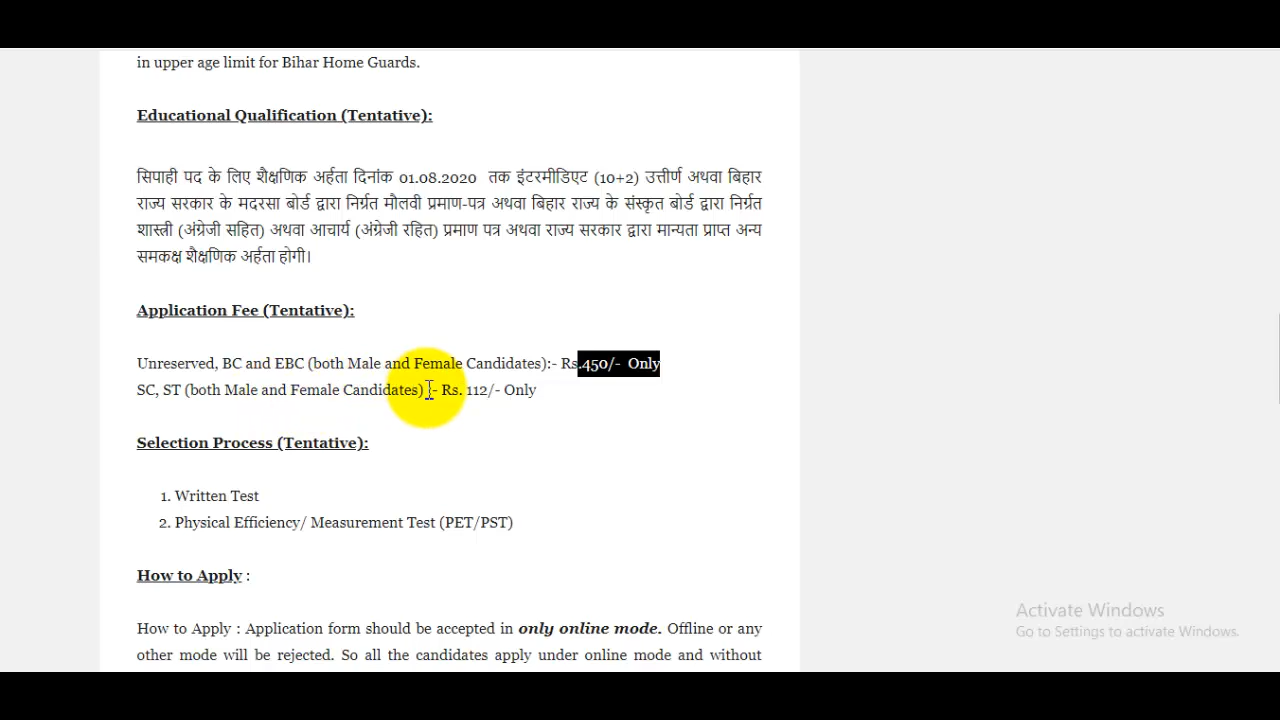 in upper age limit for Bihar Home Guards.
Educational Qualification (Tentative):
सिपाही पद के लिए शैक्षणिक अर्हता दिनांक 01.08.2020 तक इंटरमीडिएट (10+2) उत्तीर्ण अथवा बिहार
राज्य सरकार के मदरसा बोर्ड द्वारा निर्ग्रत मौलवी प्रमाण-पत्र अथवा बिहार राज्य के संस्कृत बोर्ड द्वारा निर्ग्रत
शास्त्री (अंग्रेजी सहित) अथवा आचार्य (अंग्रेजी रहित) प्रमाण पत्र अथवा राज्य सरकार द्वारा मान्यता प्राप्त अन्य
समकक्ष शैक्षणिक अर्हता होगी।
Application Fee (Tentative):
Unreserved, BC and EBC (both Male and Female Candidates):- Rs.450/- Only
SC, ST (both Male and Female Candidates) :- Rs. 112/- Only
Selection Process (Tentative):
1. Written Test
2. Physical Efficiency/ Measurement Test (PET/PST)
How to Apply :
How to Apply : Application form should be accepted in only online mode. Offline or any
other mode will be rejected. So all the candidates apply under online mode and without
Activate Windows
Go to Settings to activate Windows.